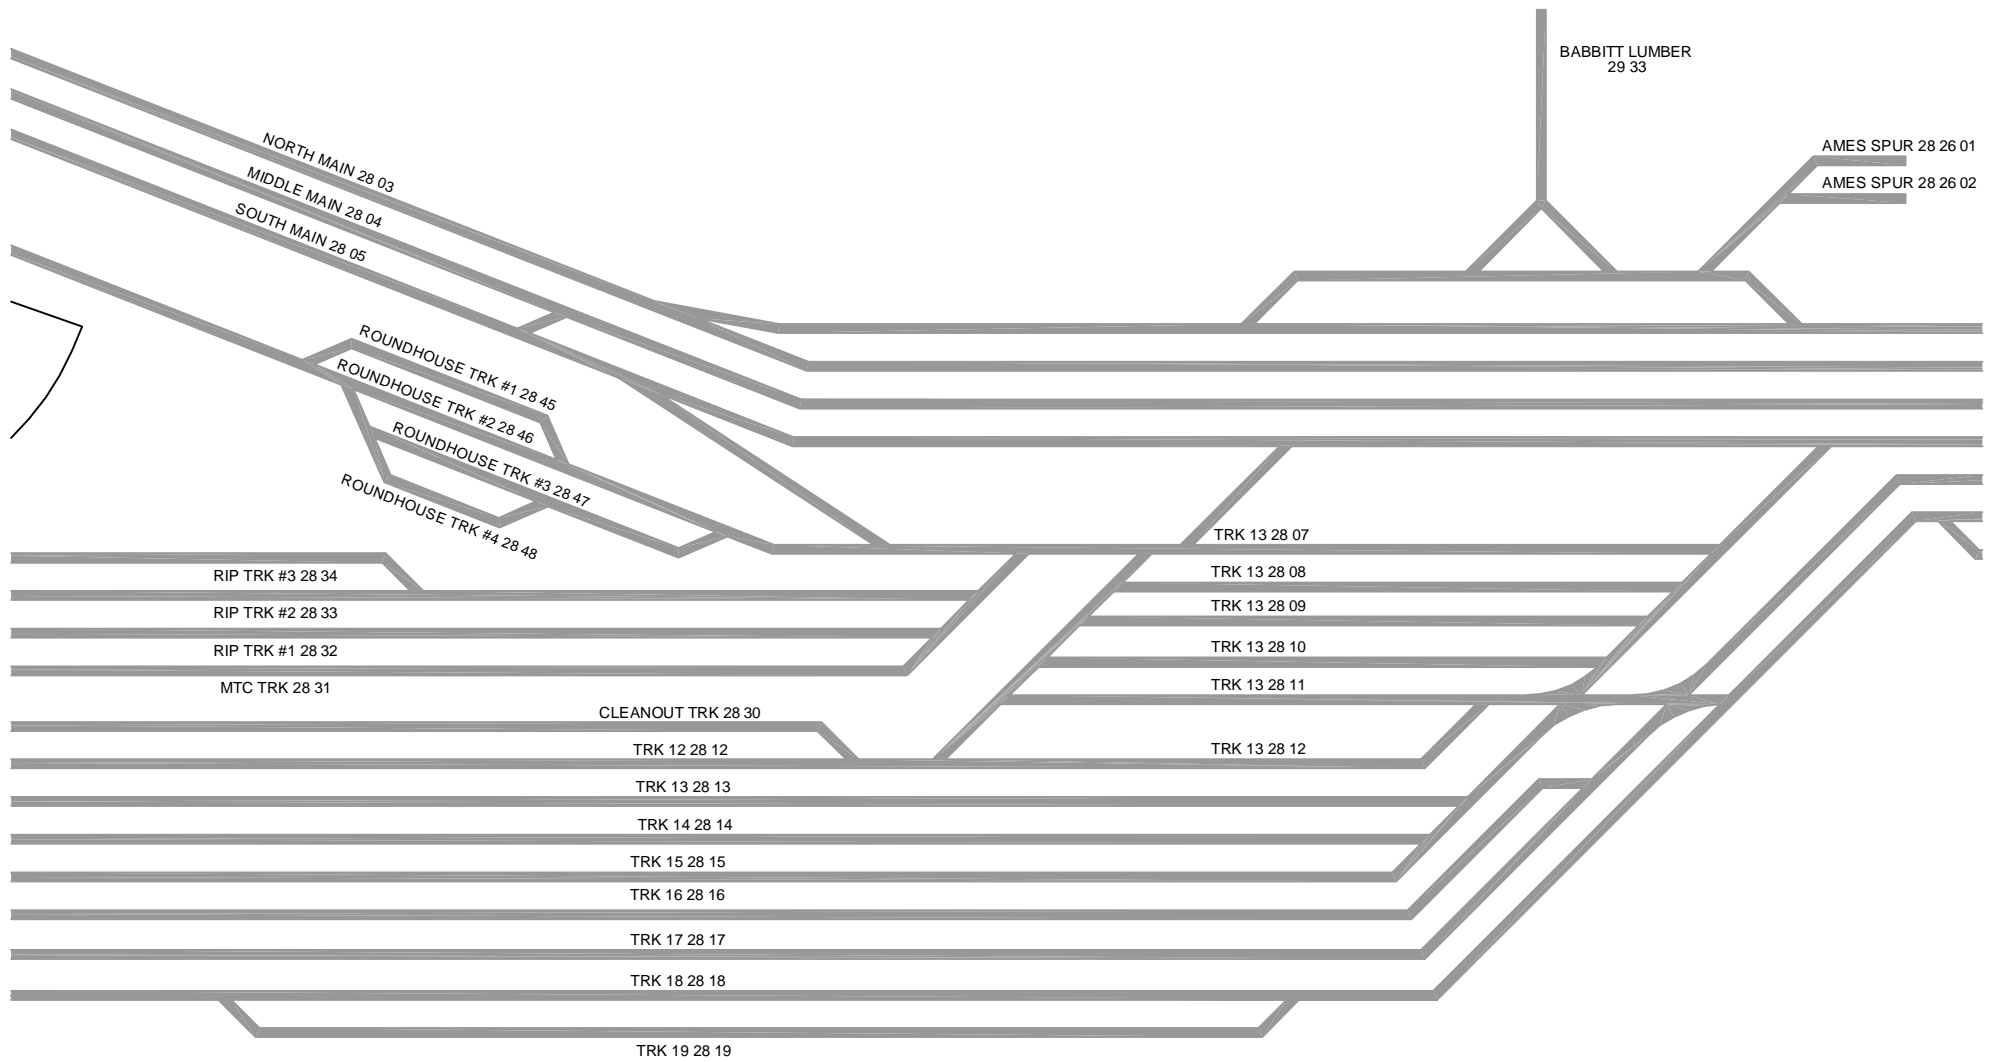 BABBITT LUMBER
29 33
AMES SPUR 28 26 01
AMES SPUR 28 26 02
NORTH MAIN 28 03
MIDDLE MAIN 28 04
SOUTH MAIN 28 05
ROUNDHOUSE TRK #1 28 45
ROUNDHOUSE TRK #2 28 46
ROUNDHOUSE TRK #3 28 47
ROUNDHOUSE TRK #4 28 48
TRK 13 28 07
TRK 13 28 08
TRK 13 28 09
TRK 13 28 10
TRK 13 28 11
TRK 13 28 12
RIP TRK #3 28 34
RIP TRK #2 28 33
RIP TRK #1 28 32
MTC TRK 28 31
CLEANOUT TRK 28 30
TRK 12 28 12
TRK 13 28 13
TRK 14 28 14
TRK 15 28 15
TRK 16 28 16
TRK 17 28 17
TRK 18 28 18
TRK 19 28 19